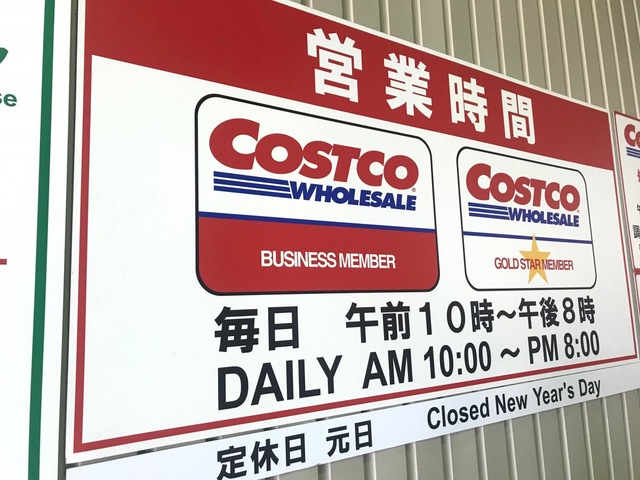 営業時間
COSTCO
WHOLESALE
BUSINESS MEMBER
COSTCO
WHOLESALE
GOLD STAR MEMBER
毎日 午前10時～午後8時
DAILY AM 10:00 ～ PM 8:00
定休日 元日 Closed New Year's Day
se